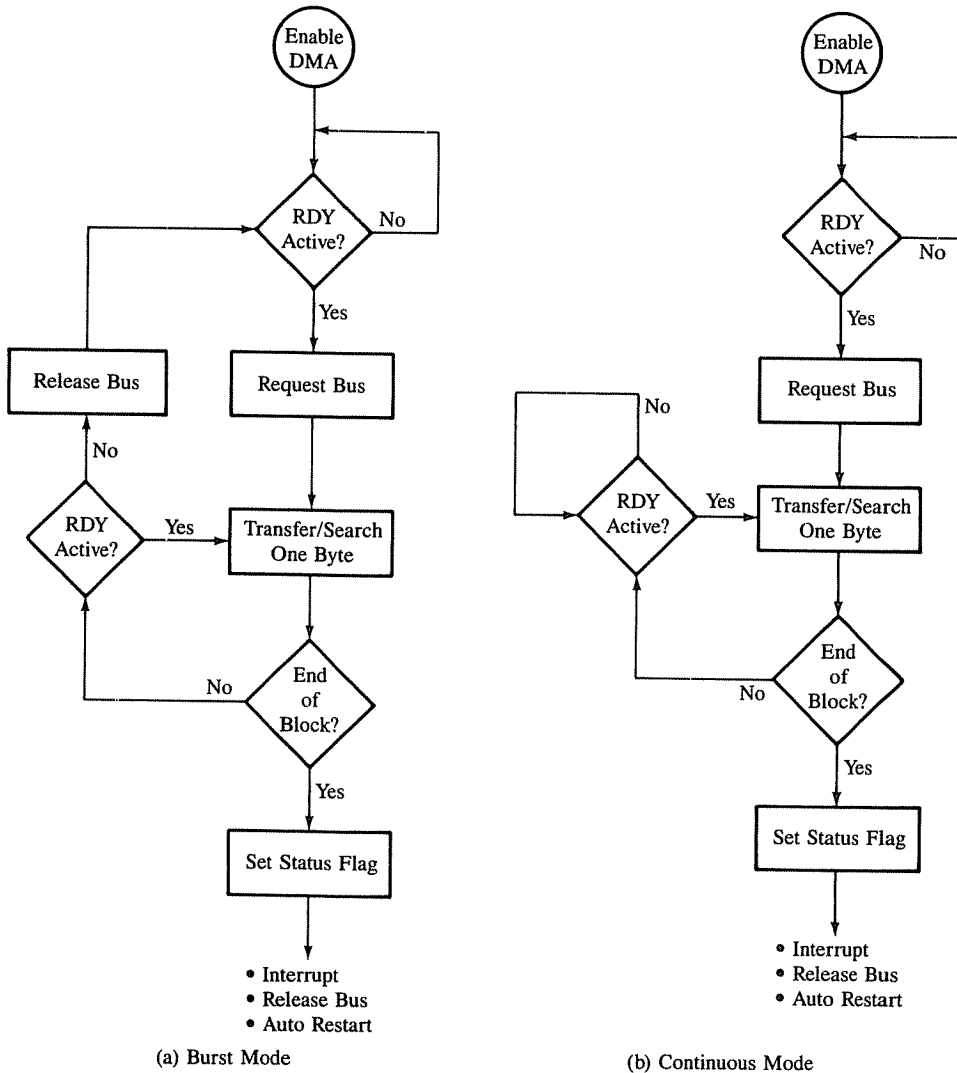 Enable
DMA
RDY
Active?
No
Yes
Release Bus
Request Bus
No
RDY
Active?
Yes
Transfer/Search
One Byte
No
End
of
Block?
Yes
Set Status Flag
• Interrupt
• Release Bus
• Auto Restart
(a) Burst Mode
Enable
DMA
RDY
Active?
No
Yes
Request Bus
No
RDY
Active?
Yes
Transfer/Search
One Byte
No
End
of
Block?
Yes
Set Status Flag
• Interrupt
• Release Bus
• Auto Restart
(b) Continuous Mode